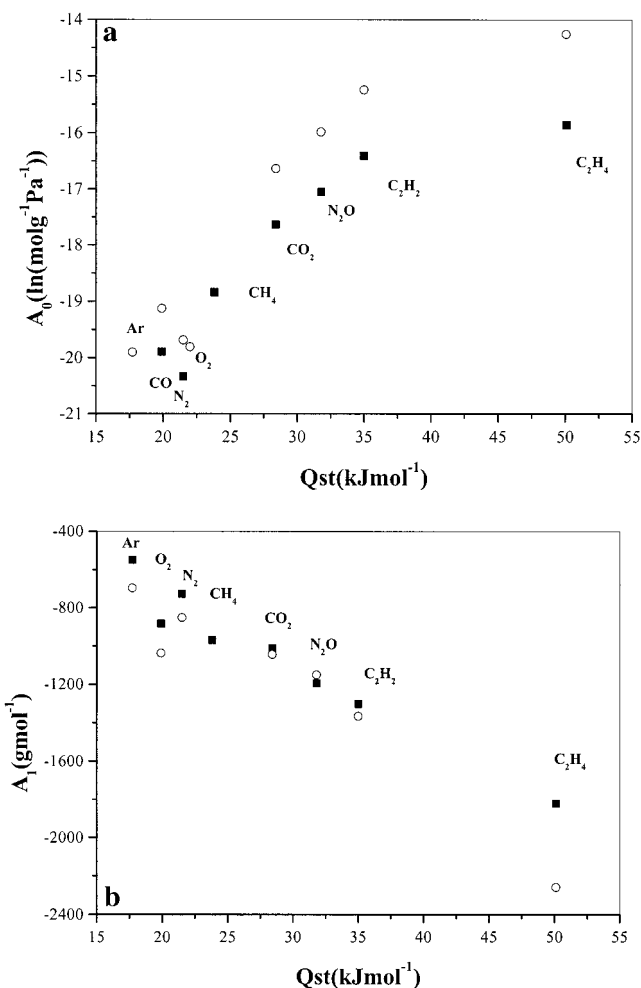 a
-14
-15
-16
-17
-18
-19
-20
-21
A₀(ln(molg⁻¹Pa⁻¹))
C₂H₄
C₂H₂
N₂O
CO₂
CH₄
Ar
O₂
CO
N₂
15 20 25 30 35 40 45 50 55
Qst(kJmol⁻¹)
-400
-800
-1200
-1600
-2000
-2400
A₁(gmol⁻¹)
Ar
O₂
N₂
CH₄
CO₂
N₂O
C₂H₂
C₂H₄
b
15 20 25 30 35 40 45 50 55
Qst(kJmol⁻¹)